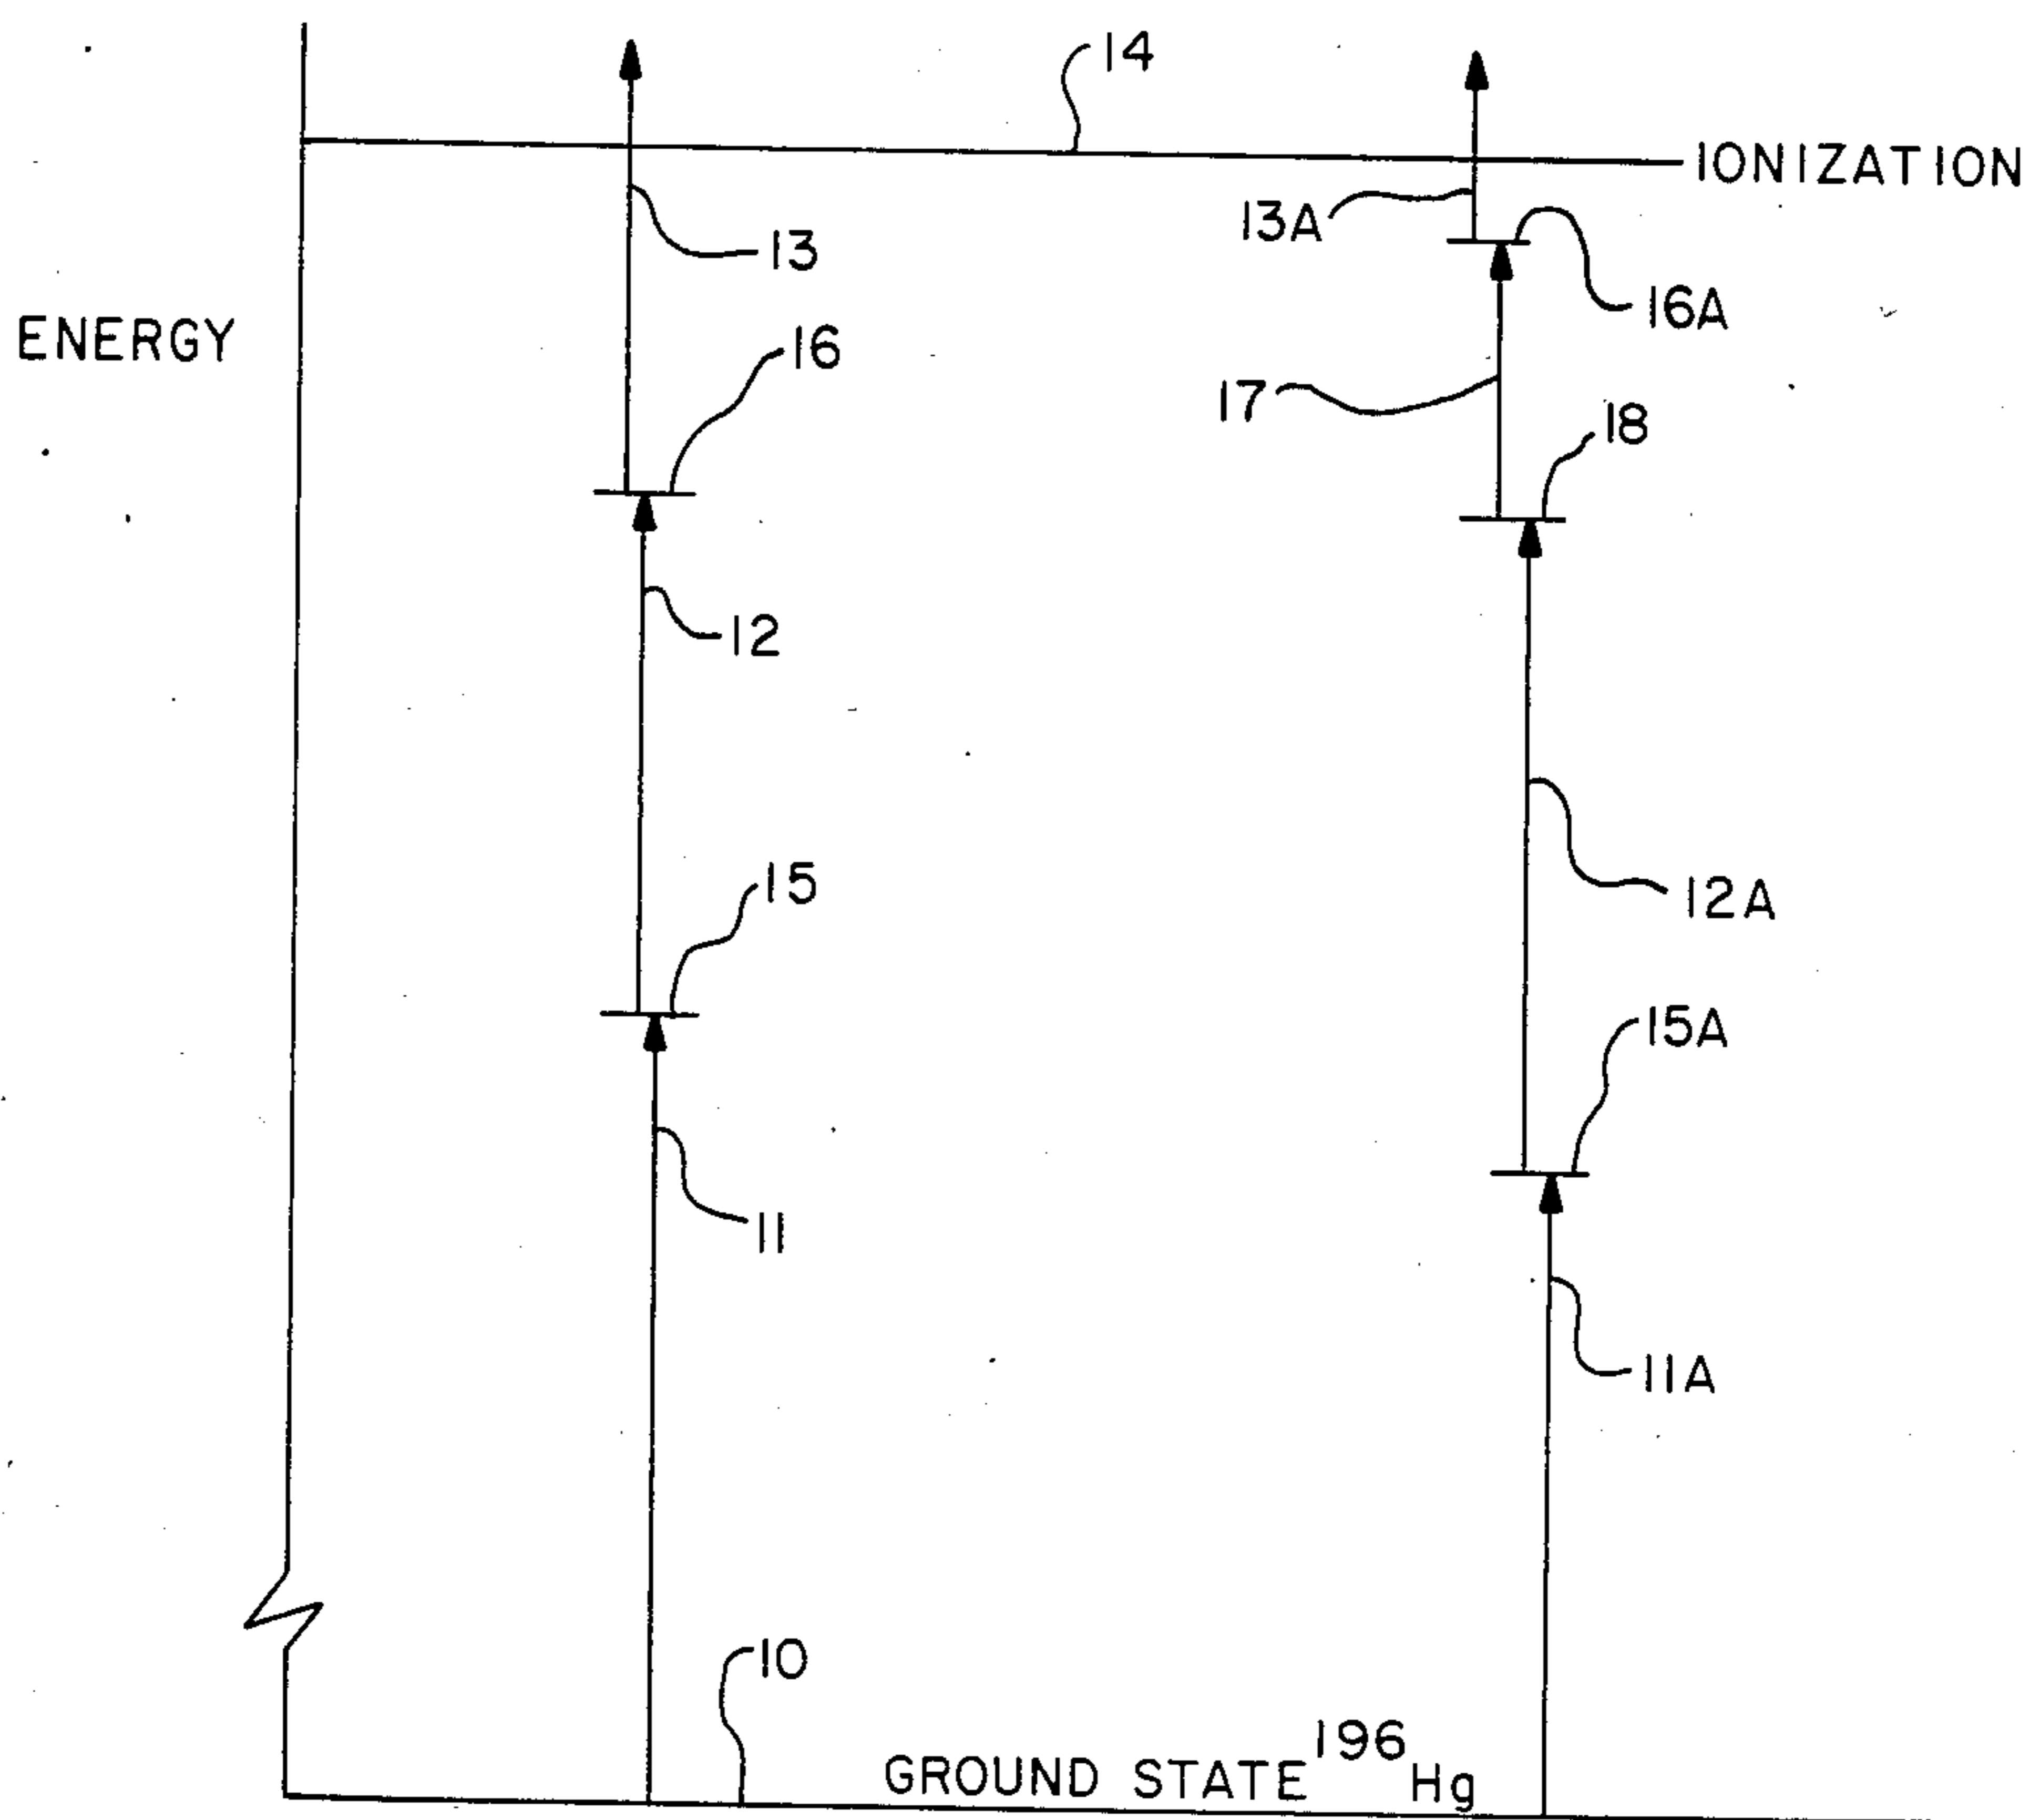 14
IONIZATION
13A
13
16A
ENERGY
16
17
18
12
15
12A
15A
11
11A
10
GROUND STATE 196Hg